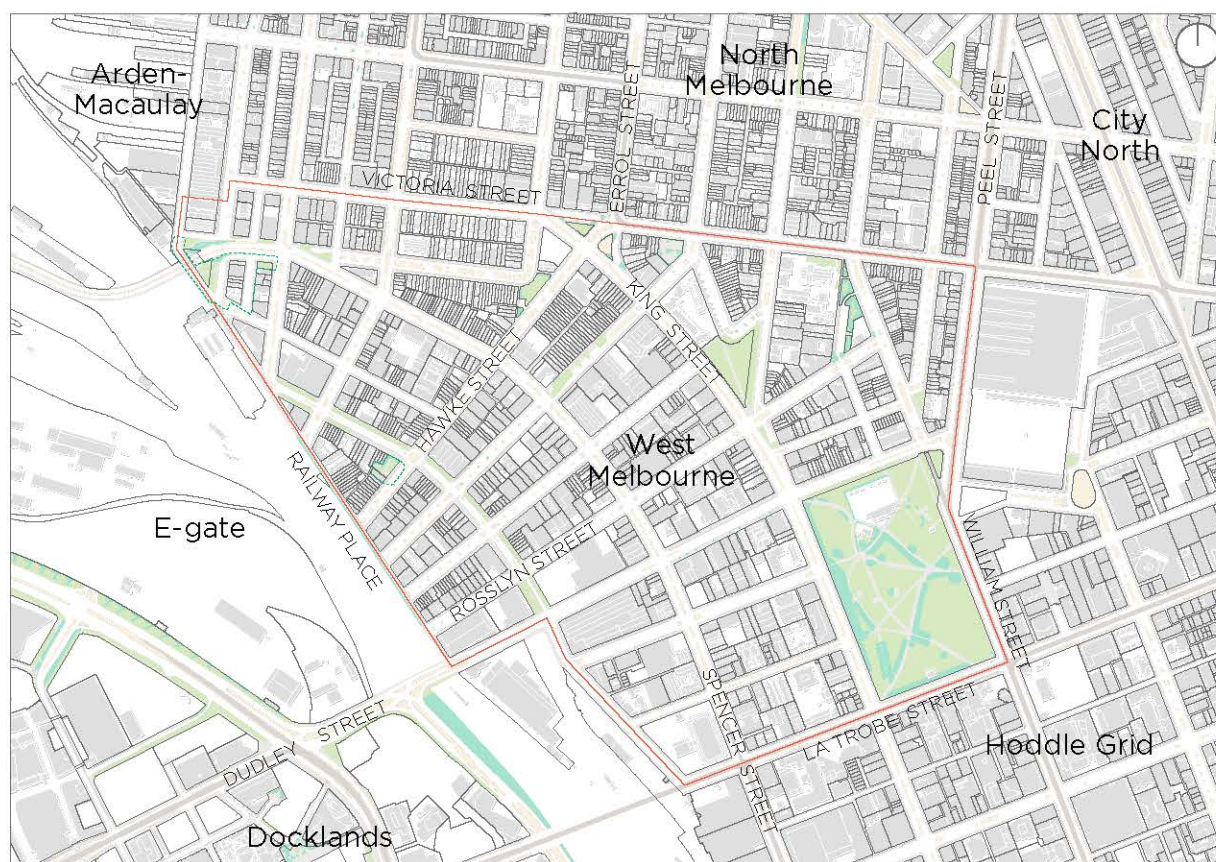 Arden-
Macaulay
North
Melbourne
City
North
PEEL STREET
ERRO STREET
VICTORIA STREET
KING STREET
HAWKE STREET
West
Melbourne
E-gate
RAILWAY PLACE
ROSSLYN STREET
WILLIAM STREET
SPENCER STREET
LA TROBE STREET
Hoddle Grid
DUDLEY STREET
Docklands